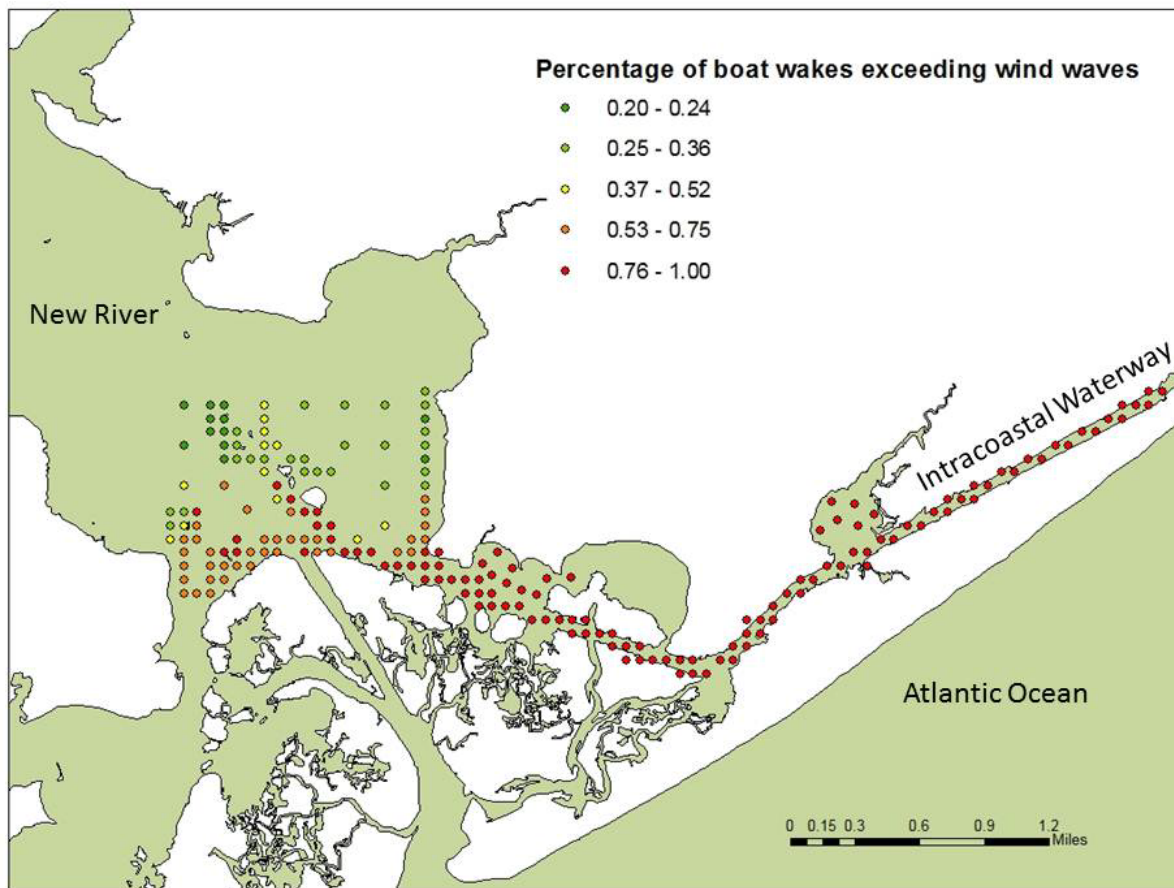 Percentage of boat wakes exceeding wind waves
0.20 - 0.24
0.25 - 0.36
0.37 - 0.52
0.53 - 0.75
0.76 - 1.00
New River
Intracoastal Waterway
Atlantic Ocean
0 0.15 0.3 0.6 0.9 1.2
Miles